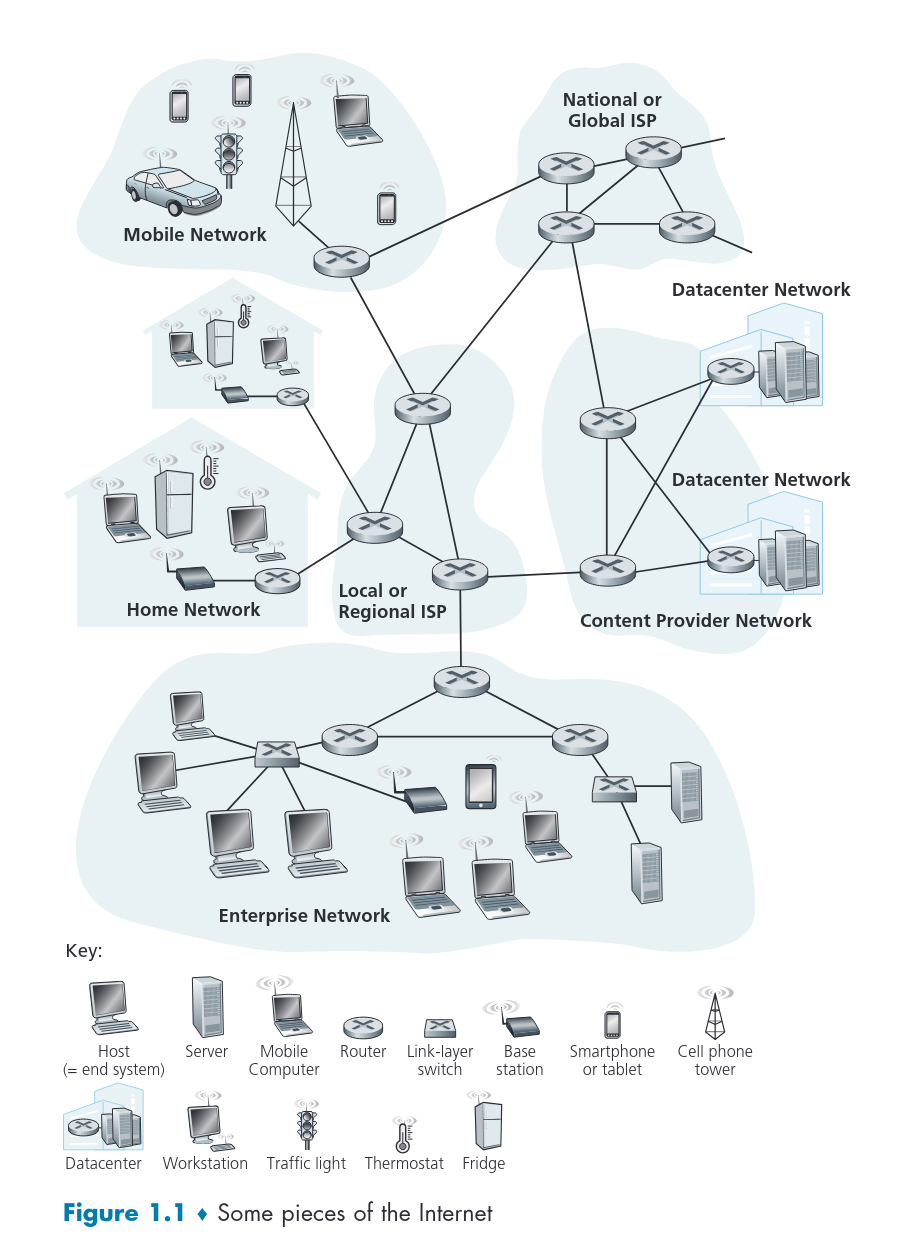 National or
Global ISP
Mobile Network
Datacenter Network
Datacenter Network
Home Network
Local or
Regional ISP
Content Provider Network
Enterprise Network
Key:
Host
(= end system)
Server
Mobile
Computer
Router
Link-layer
switch
Base
station
Smartphone
or tablet
Cell phone
tower
Datacenter
Workstation
Traffic light
Thermostat
Fridge
Figure 1.1 ♦ Some pieces of the Internet